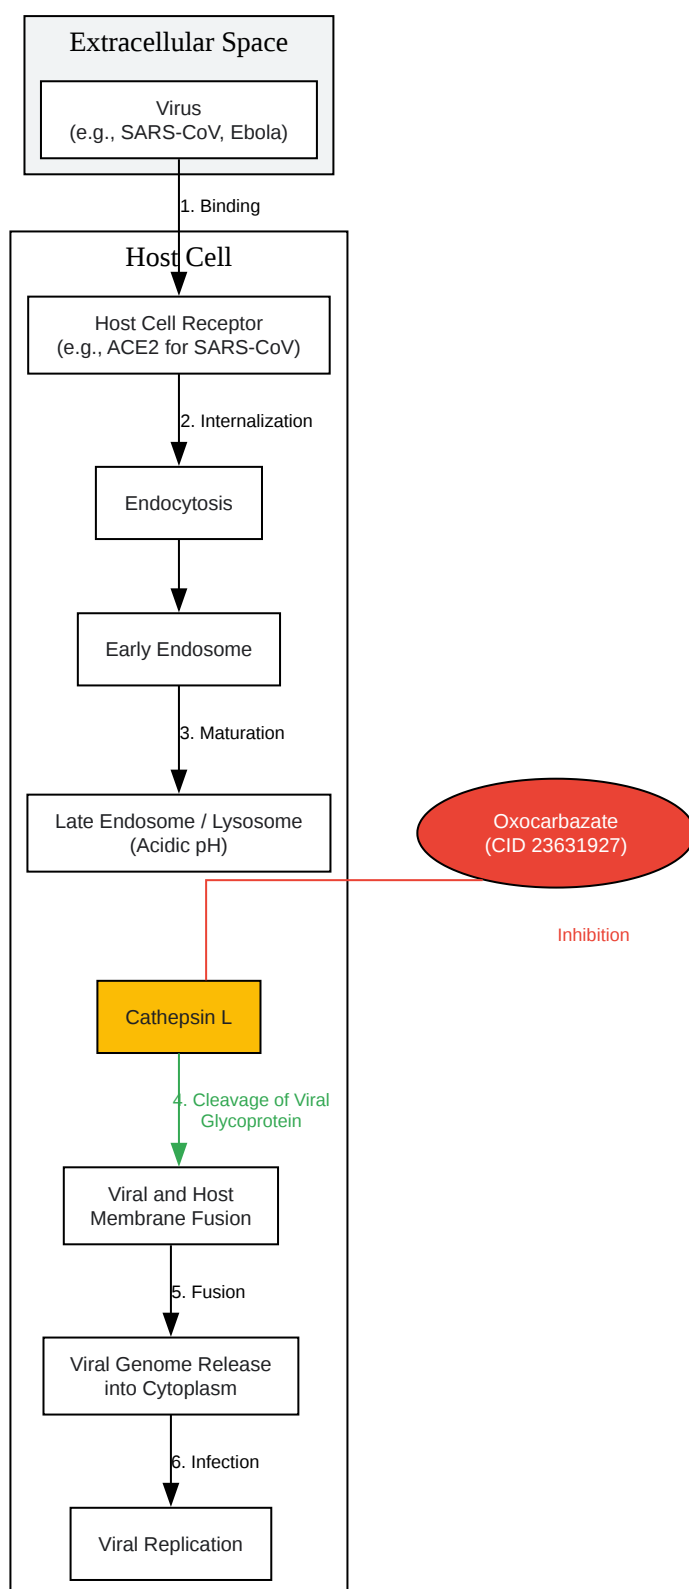 Extracellular Space
Virus
(e.g., SARS-CoV, Ebola)
1. Binding
Host Cell
Host Cell Receptor
(e.g., ACE2 for SARS-CoV)
2. Internalization
Endocytosis
Early Endosome
3. Maturation
Late Endosome / Lysosome
(Acidic pH)
Oxocarbazate
(CID 23631927)
Inhibition
Cathepsin L
4. Cleavage of Viral
Glycoprotein
Viral and Host
Membrane Fusion
5. Fusion
Viral Genome Release
into Cytoplasm
6. Infection
Viral Replication